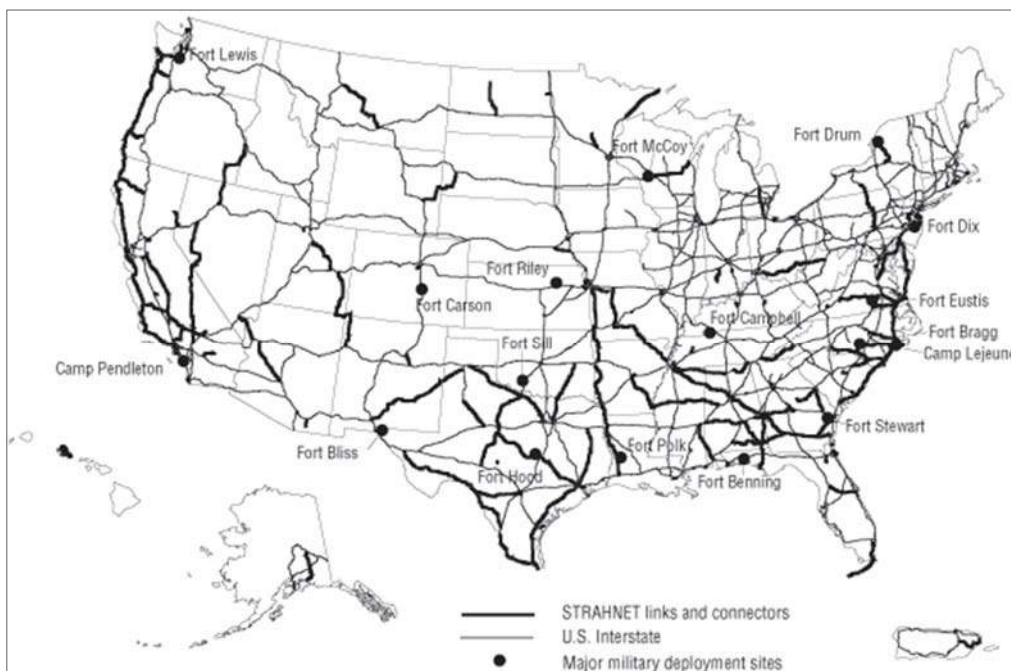 Fort Lewis
Fort Drum
Fort McCoy
Fort Dix
Fort Riley
Fort Carson
Fort Eustis
Fort Campbell
Fort Bragg
Fort Sill
Camp Lejeune
Camp Pendleton
Fort Stewart
Fort Bliss
Fort Polk
Fort Hood
Fort Benning
STRAHNET links and connectors
U.S. Interstate
Major military deployment sites